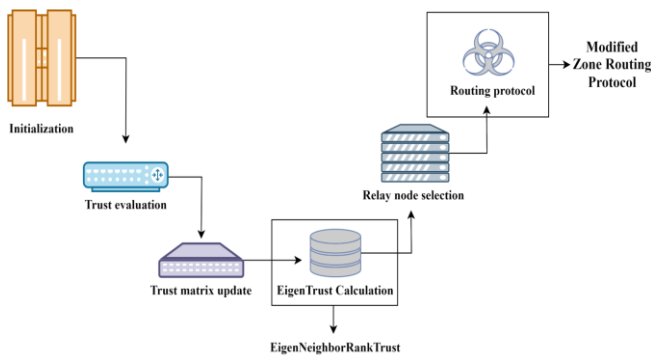 Initialization
Trust evaluation
Trust matrix update
EigenTrust Calculation
EigenNeighborRankTrust
Relay node selection
Routing protocol
Modified
Zone Routing
Protocol